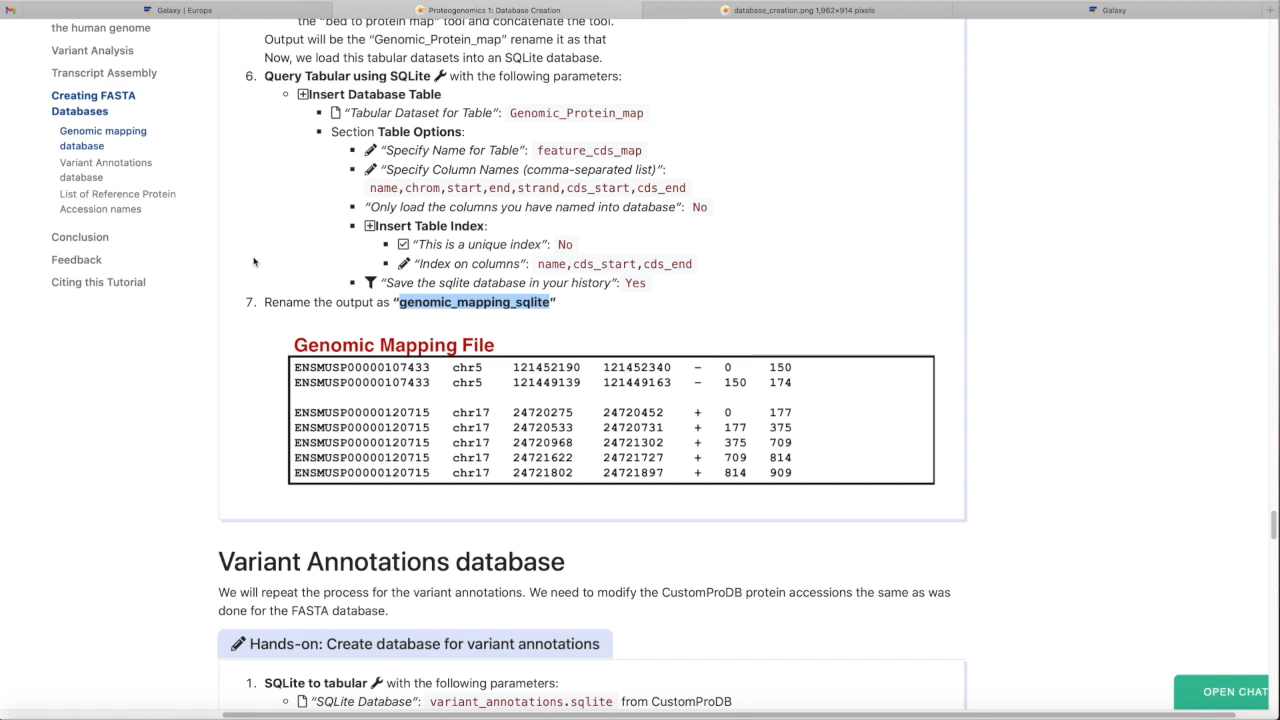 Galaxy | Europe
Proteogenomics 1: Database Creation
database_creation.png 1,962×914 pixels
Galaxy
the human genome
Variant Analysis
Transcript Assembly
Creating FASTA
Databases
Genomic mapping
database
Variant Annotations
database
List of Reference Protein
Accession names
Conclusion
Feedback
Citing this Tutorial
the "bed to protein map" tool and concatenate the tool.
Output will be the "Genomic_Protein_map" rename it as that
Now, we load this tabular datasets into an SQLite database.
6. Query Tabular using SQLite with the following parameters:
Insert Database Table
"Tabular Dataset for Table": Genomic_Protein_map
Section Table Options:
"Specify Name for Table": feature_cds_map
"Specify Column Names (comma-separated list)":
name,chrom,start,end,strand,cds_start,cds_end
"Only load the columns you have named into database": No
Insert Table Index:
"This is a unique index": No
"Index on columns": name,cds_start,cds_end
"Save the sqlite database in your history": Yes
7. Rename the output as "genomic_mapping_sqlite"
Genomic Mapping File
ENSMUSP00000107433 chr5 121452190 121452340 - 0 150
ENSMUSP00000107433 chr5 121449139 121449163 - 150 174
ENSMUSP00000120715 chr17 24720275 24720452 + 0 177
ENSMUSP00000120715 chr17 24720533 24720731 + 177 375
ENSMUSP00000120715 chr17 24720968 24721302 + 375 709
ENSMUSP00000120715 chr17 24721622 24721727 + 709 814
ENSMUSP00000120715 chr17 24721802 24721897 + 814 909
Variant Annotations database
We will repeat the process for the variant annotations. We need to modify the CustomProDB protein accessions the same as was
done for the FASTA database.
Hands-on: Create database for variant annotations
1. SQLite to tabular with the following parameters:
"SQLite Database": variant_annotations.sqlite from CustomProDB
OPEN CHAT